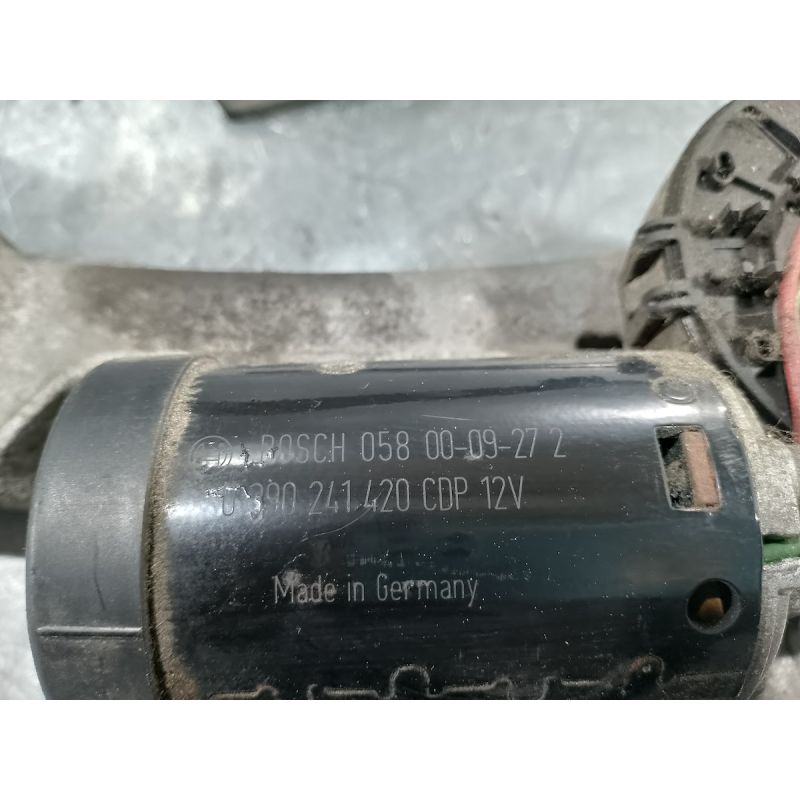 BOSCH 058 00-09-27 2
0 390 241 420 CDP 12V
Made in Germany